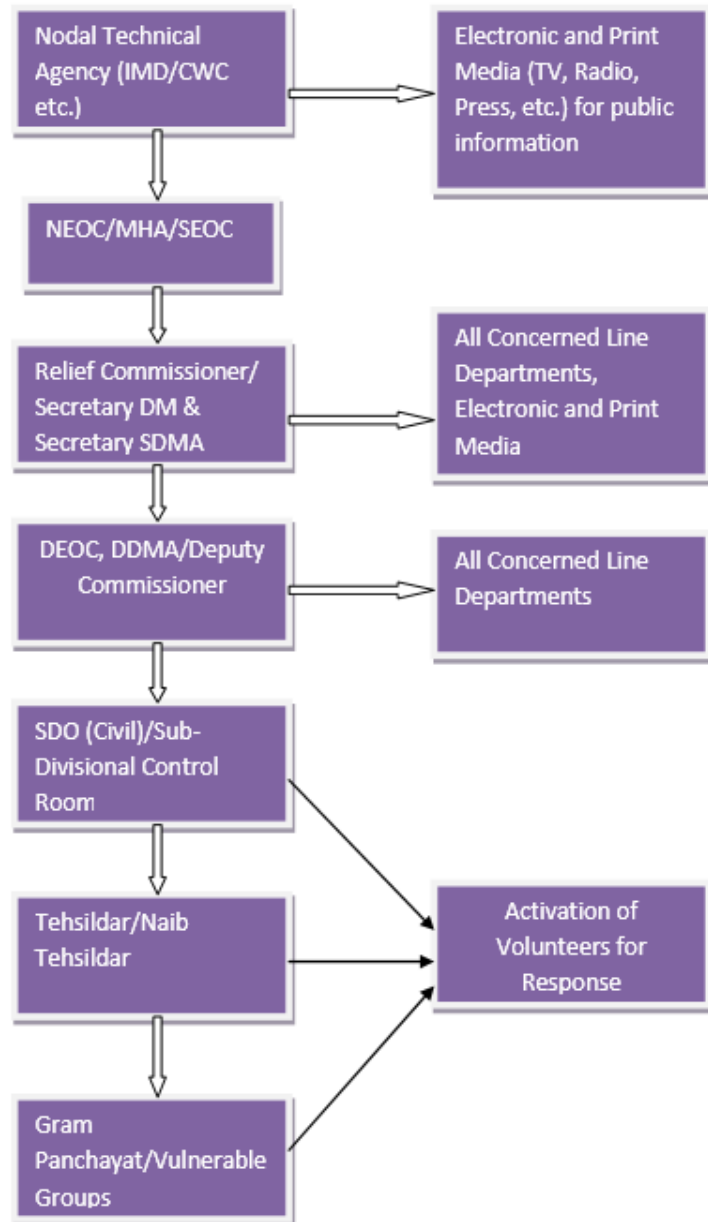 Nodal Technical
Agency (IMD/CWC
etc.)
Electronic and Print
Media (TV, Radio,
Press, etc.) for public
information
NEOC/MHA/SEOC
Relief Commissioner/
Secretary DM &
Secretary SDMA
All Concerned Line
Departments,
Electronic and Print
Media
DEOC, DDMA/Deputy
Commissioner
All Concerned Line
Departments
SDO (Civil)/Sub-
Divisional Control
Room
Tehsildar/Naib
Tehsildar
Activation of
Volunteers for
Response
Gram
Panchayat/Vulnerable
Groups